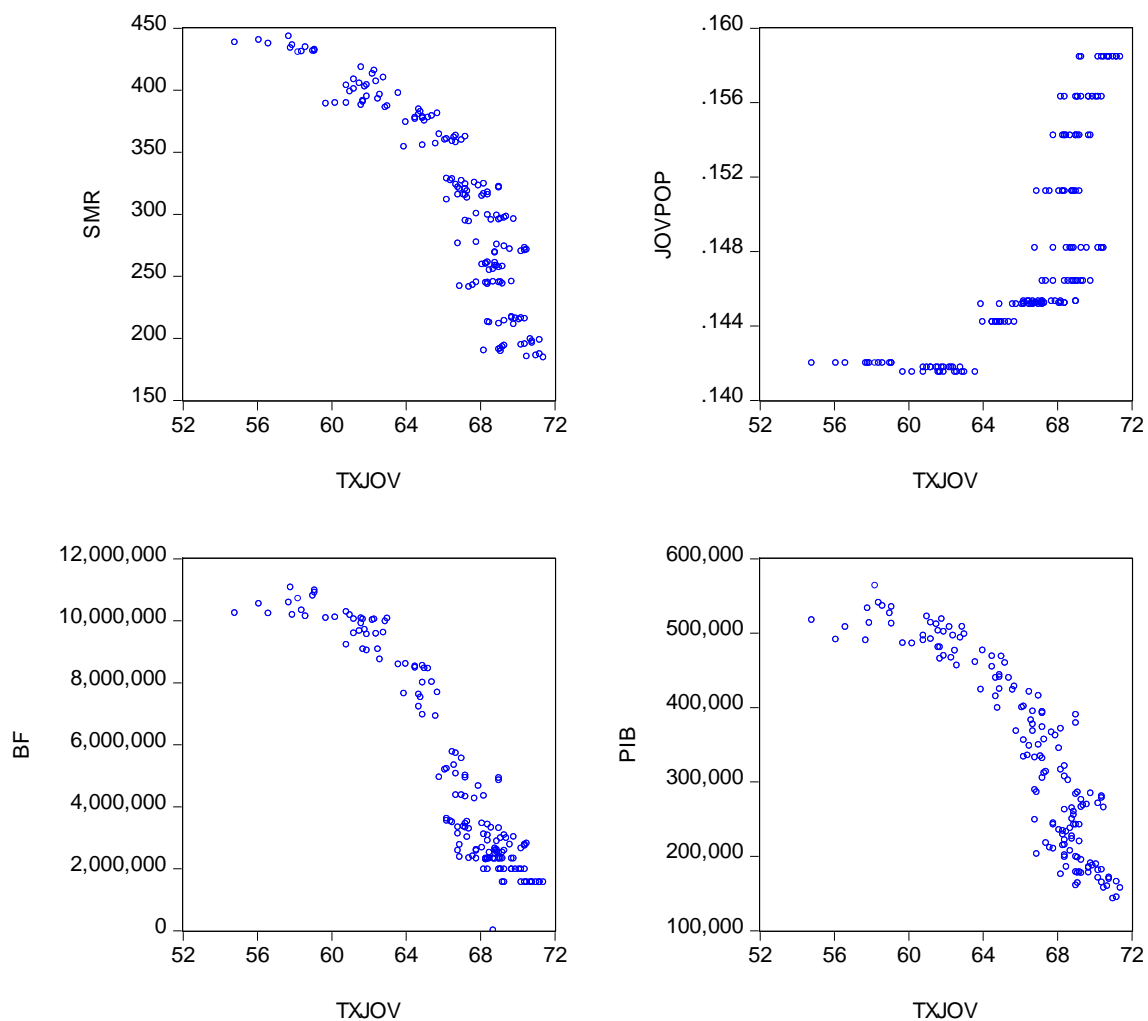 450
400
350
300
250
200
150
SMR
52 56 60 64 68 72
TXJOV
.160
.156
.152
.148
.144
.140
JOVPOP
52 56 60 64 68 72
TXJOV
12,000,000
10,000,000
8,000,000
6,000,000
4,000,000
2,000,000
0
BF
52 56 60 64 68 72
TXJOV
600,000
500,000
400,000
300,000
200,000
100,000
PIB
52 56 60 64 68 72
TXJOV